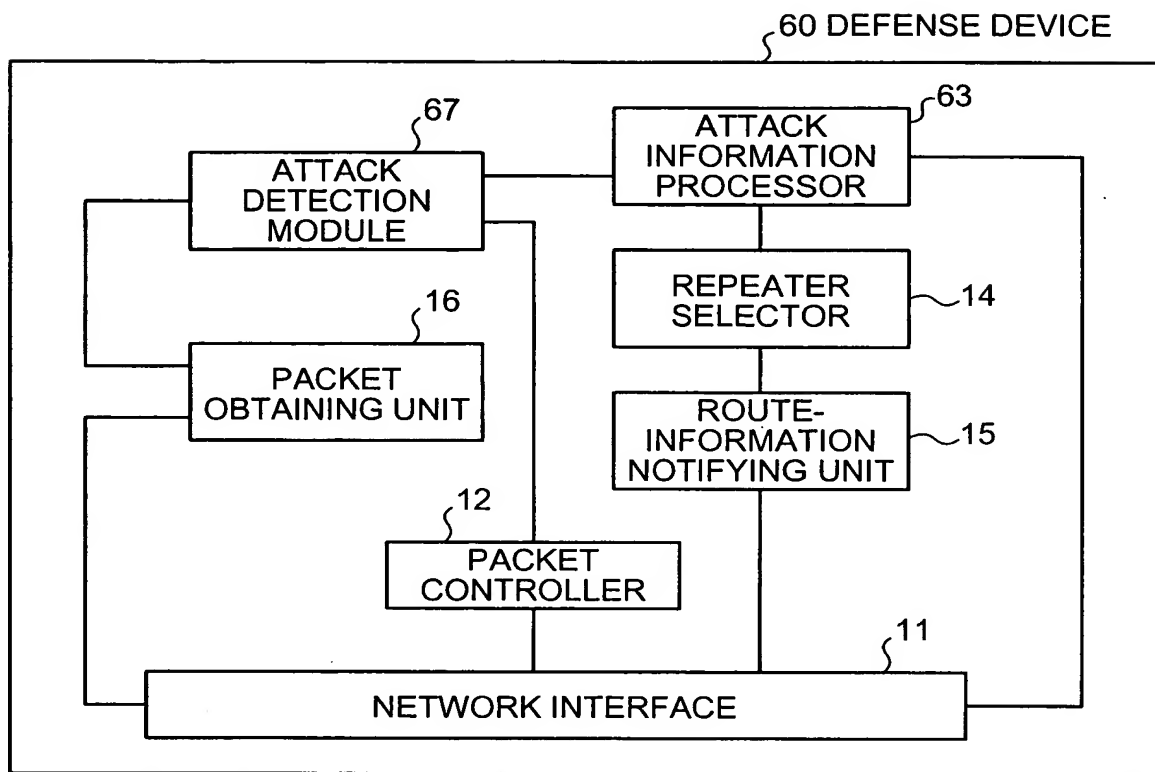 60 DEFENSE DEVICE
67
ATTACK
DETECTION
MODULE
63
ATTACK
INFORMATION
PROCESSOR
REPEATER
SELECTOR
14
16
PACKET
OBTAINING UNIT
ROUTE-
INFORMATION
NOTIFYING UNIT
15
12
PACKET
CONTROLLER
11
NETWORK INTERFACE